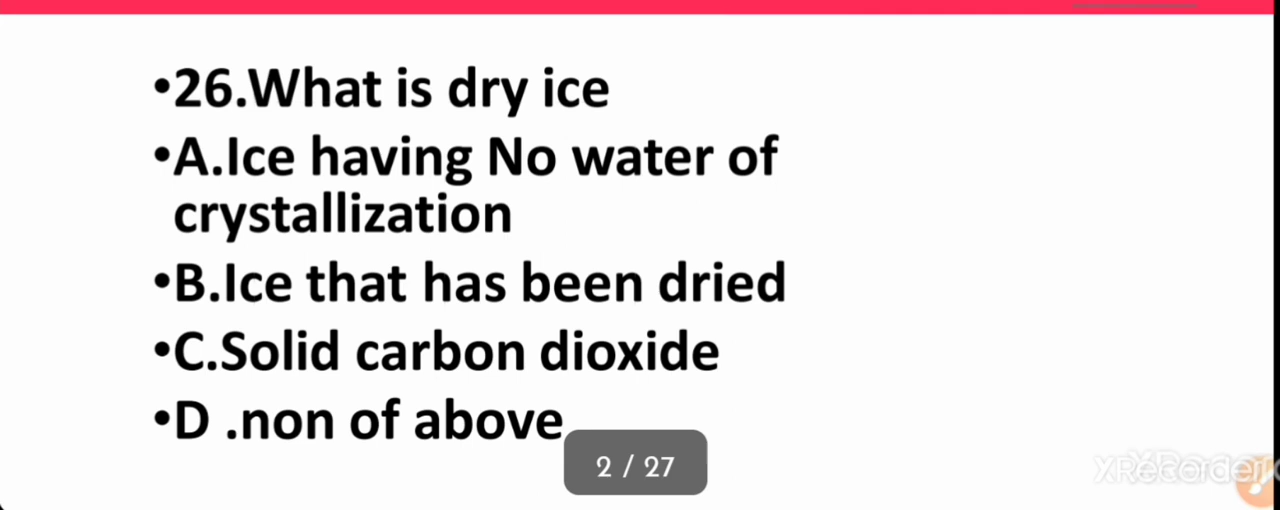 •26.What is dry ice
•A.Ice having No water of
crystallization
•B.Ice that has been dried
•C.Solid carbon dioxide
•D .non of above
2 / 27
XRecorder